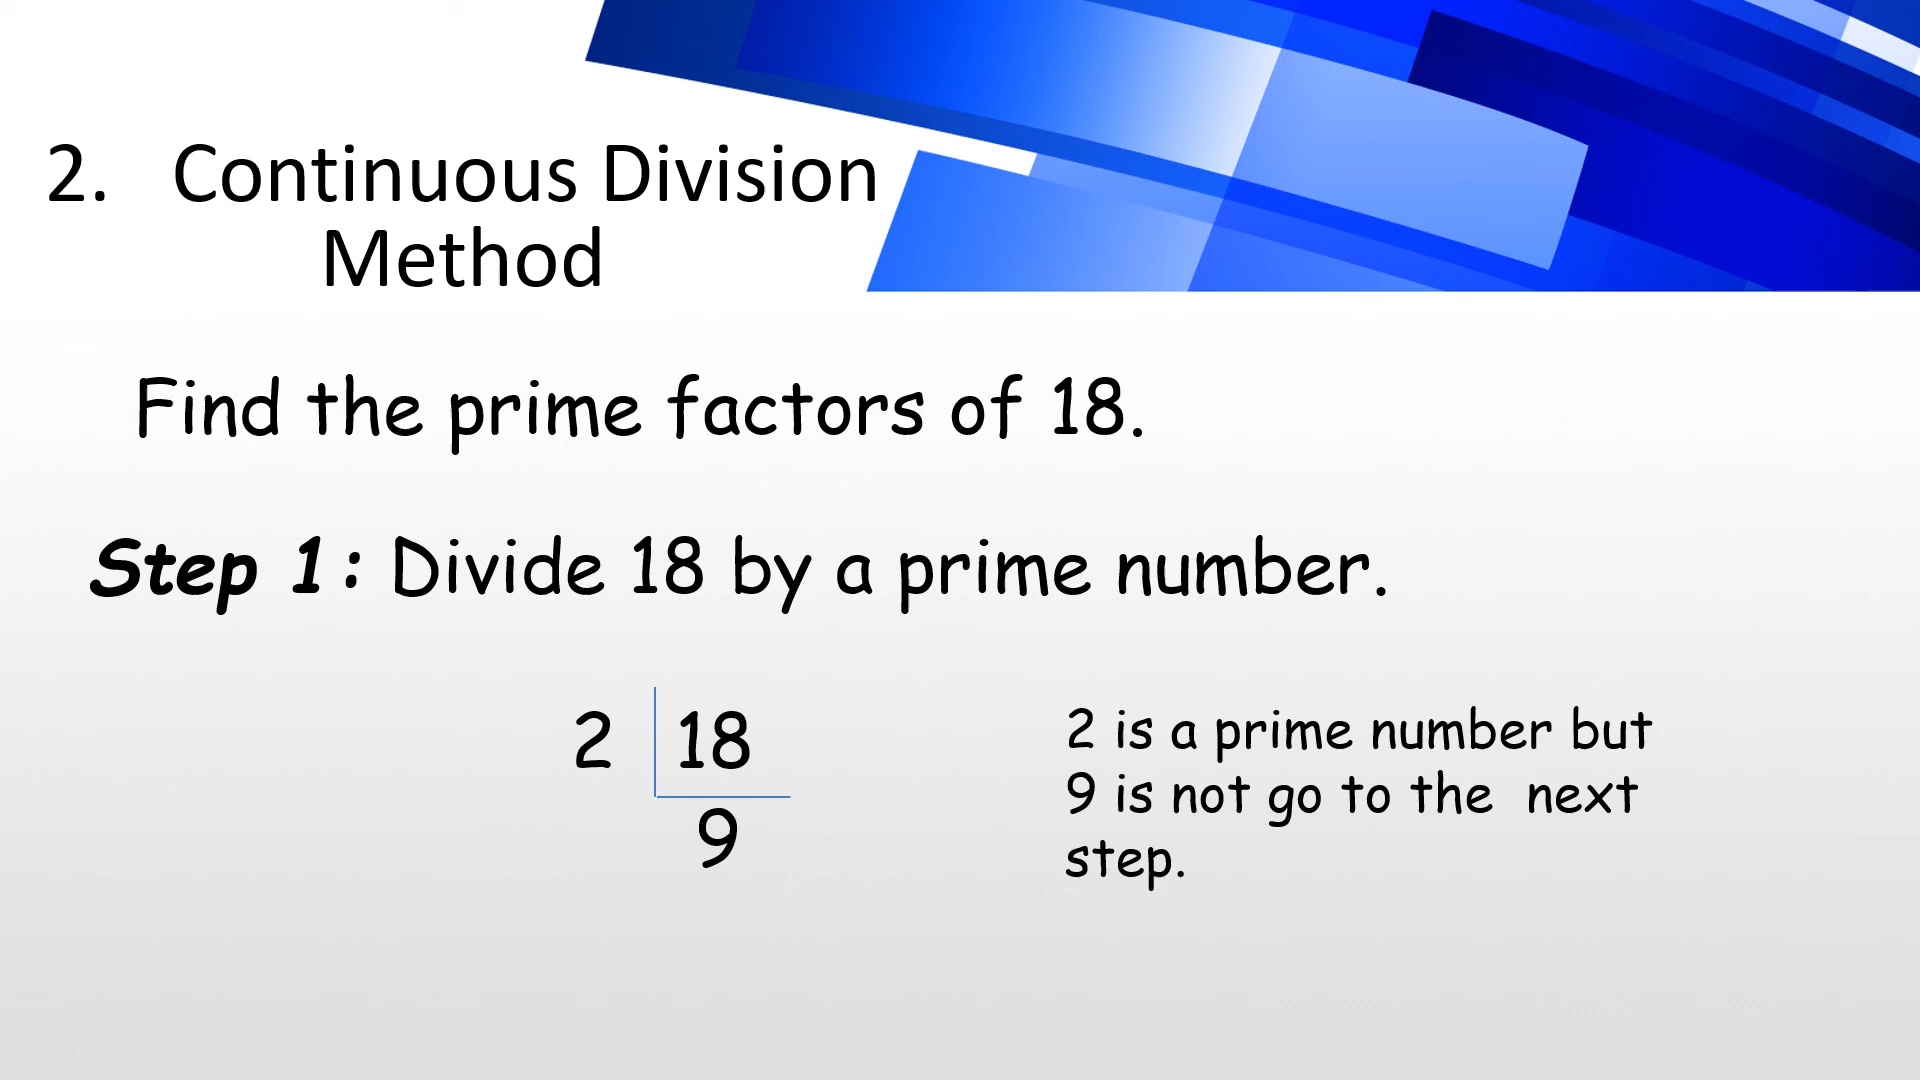 2. Continuous Division
Method
Find the prime factors of 18.
Step 1: Divide 18 by a prime number.
2 18
9
2 is a prime number but
9 is not go to the next
step.